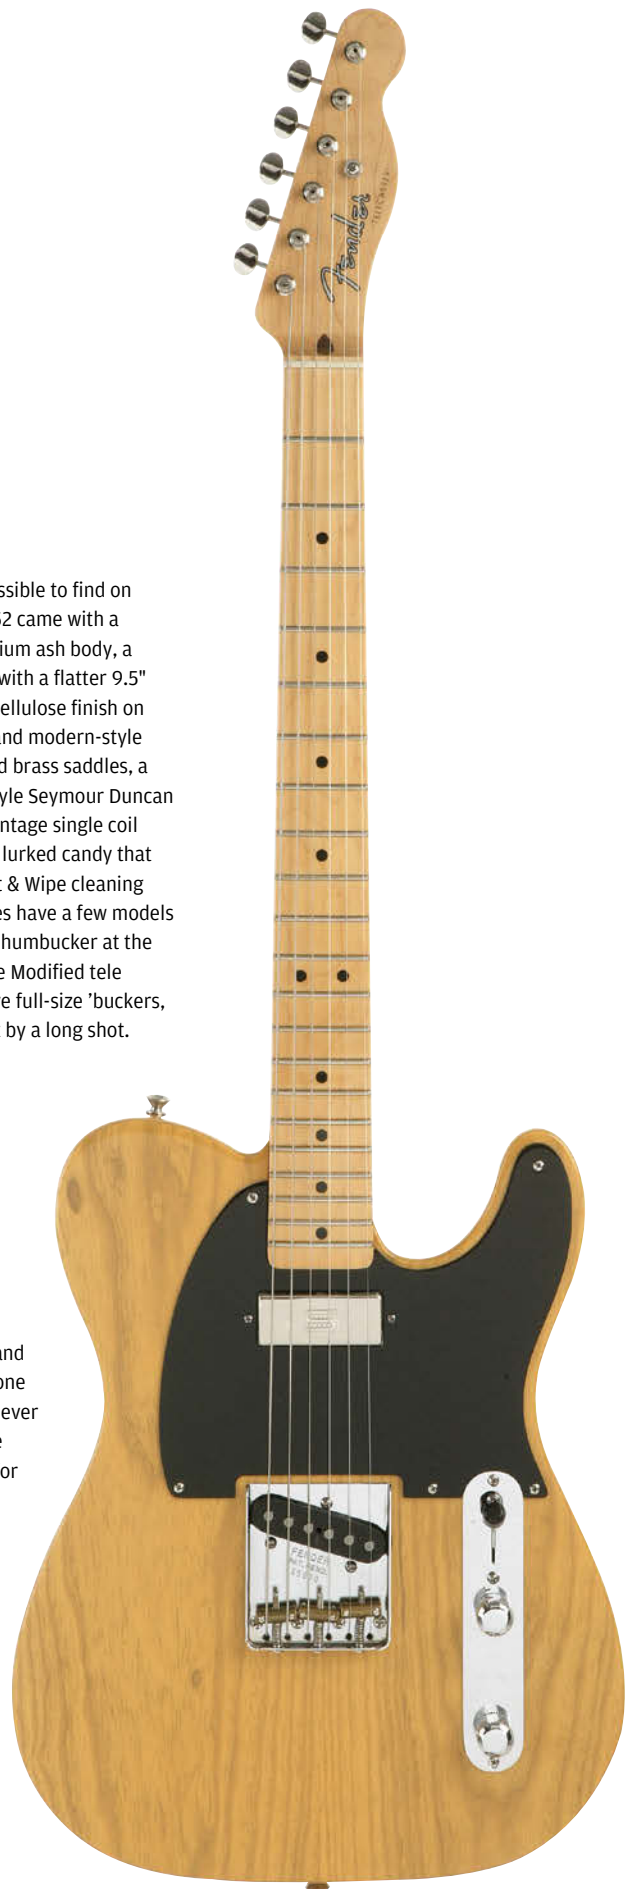 Fender
TELECASTER
ssible to find on
52 came with a
ium ash body, a
with a flatter 9.5"
ellulose finish on
and modern-style
d brass saddles, a
yle Seymour Duncan
ntage single coil
lurked candy that
t & Wipe cleaning
es have a few models
humbucker at the
e Modified tele
e full-size ’buckers,
t by a long shot.
and
one
ever
e
or
FENDER
PAT. PEND.